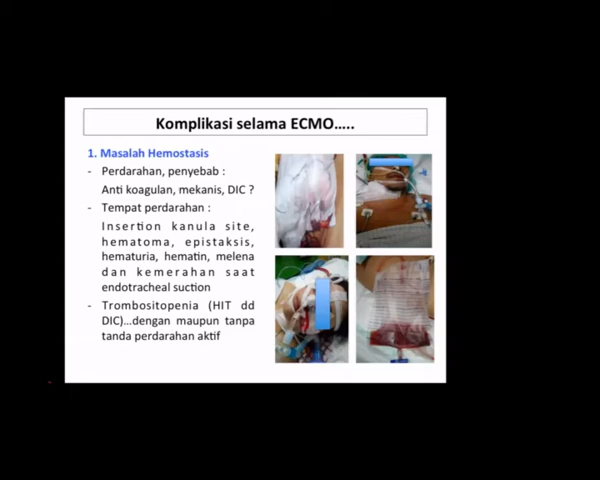 Komplikasi selama ECMO.....
1. Masalah Hemostasis
- Perdarahan, penyebab :
Anti koagulan, mekanis, DIC ?
- Tempat perdarahan :
Insertion kanula site,
hematoma, epistaksis,
hematuria, hematin, melena
dan kemerahan saat
endotracheal suction
- Trombositopenia (HIT dd
DIC)...dengan maupun tanpa
tanda perdarahan aktif